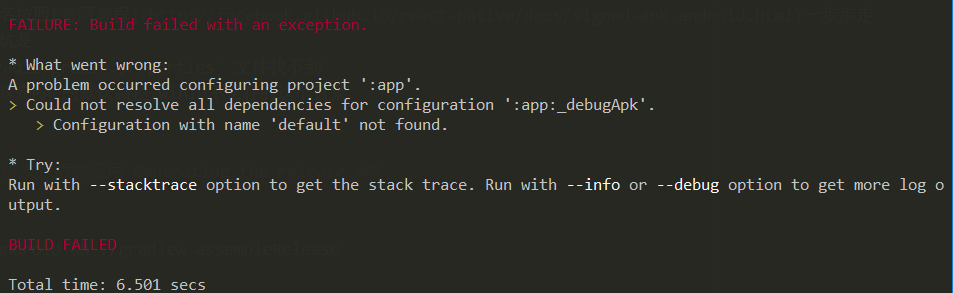 FAILURE: Build failed with an exception.
* What went wrong:
A problem occurred configuring project ':app'.
> Could not resolve all dependencies for configuration ':app:_debugApk'.
> Configuration with name 'default' not found.
* Try:
Run with --stacktrace option to get the stack trace. Run with --info or --debug option to get more log o
utput.
BUILD FAILED
Total time: 6.501 secs